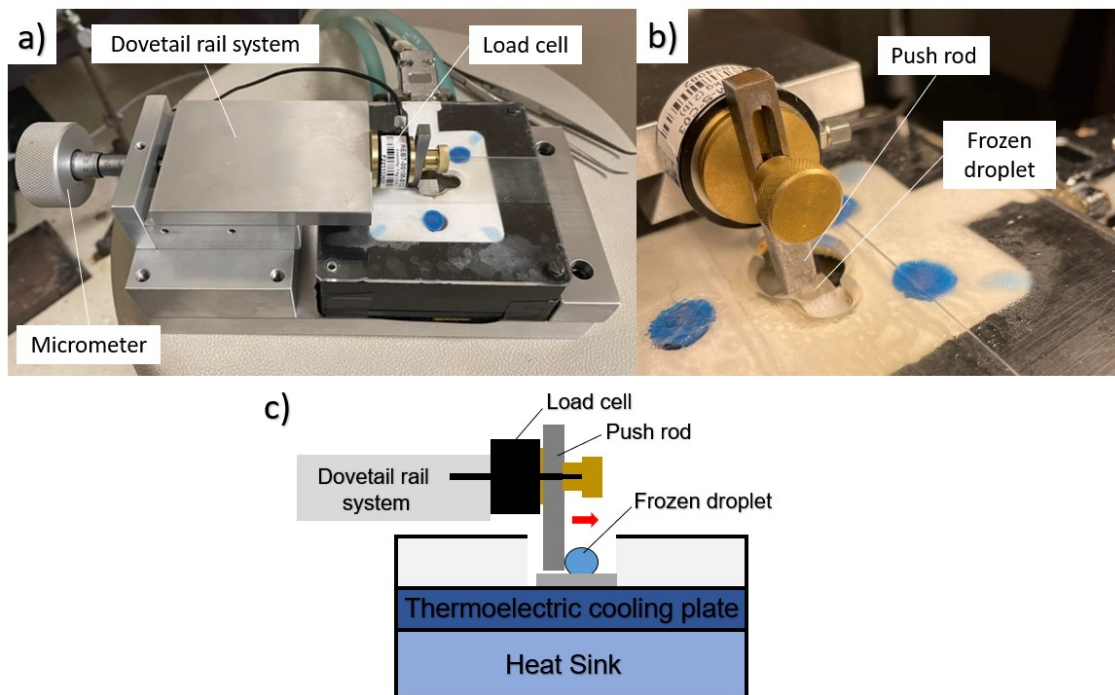 a)
Dovetail rail system
Load cell
Micrometer
b)
Push rod
Frozen
droplet
c)
Load cell
Push rod
Dovetail rail
system
Frozen droplet
Thermoelectric cooling plate
Heat Sink